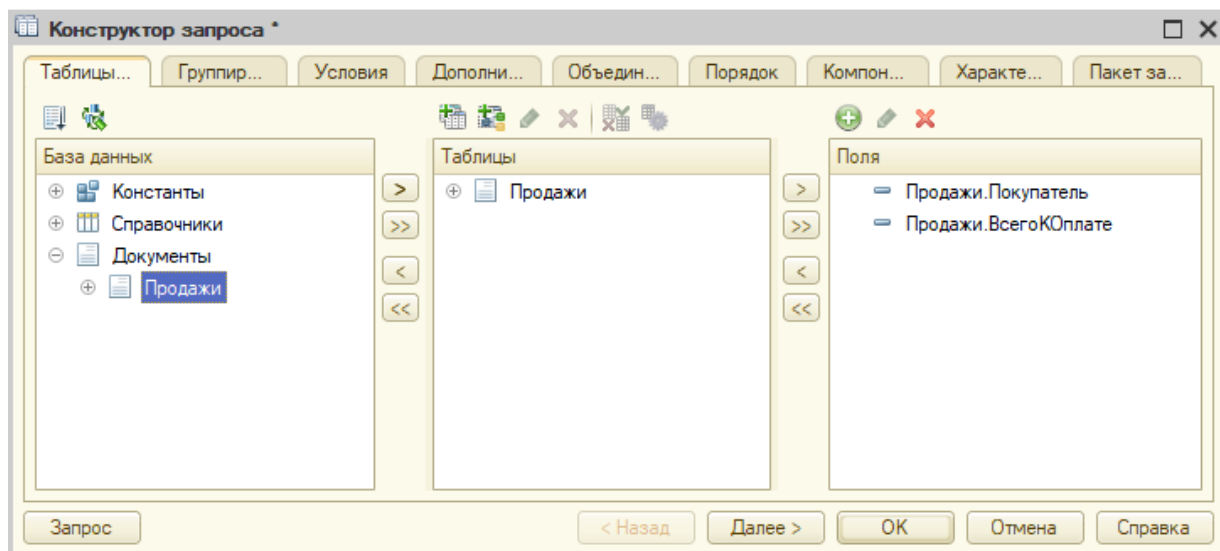 Конструктор запроса *
Таблицы... Группир... Условия Дополни... Объедин... Порядок Компон... Характе... Пакет за...
База данных Таблицы Поля
Константы > Продажи > Продажи.Покупатель
Справочники >> >> Продажи.ВсегоКОплате
Документы < <
Продажи << <<
Запрос < Назад Далее > OK Отмена Справка